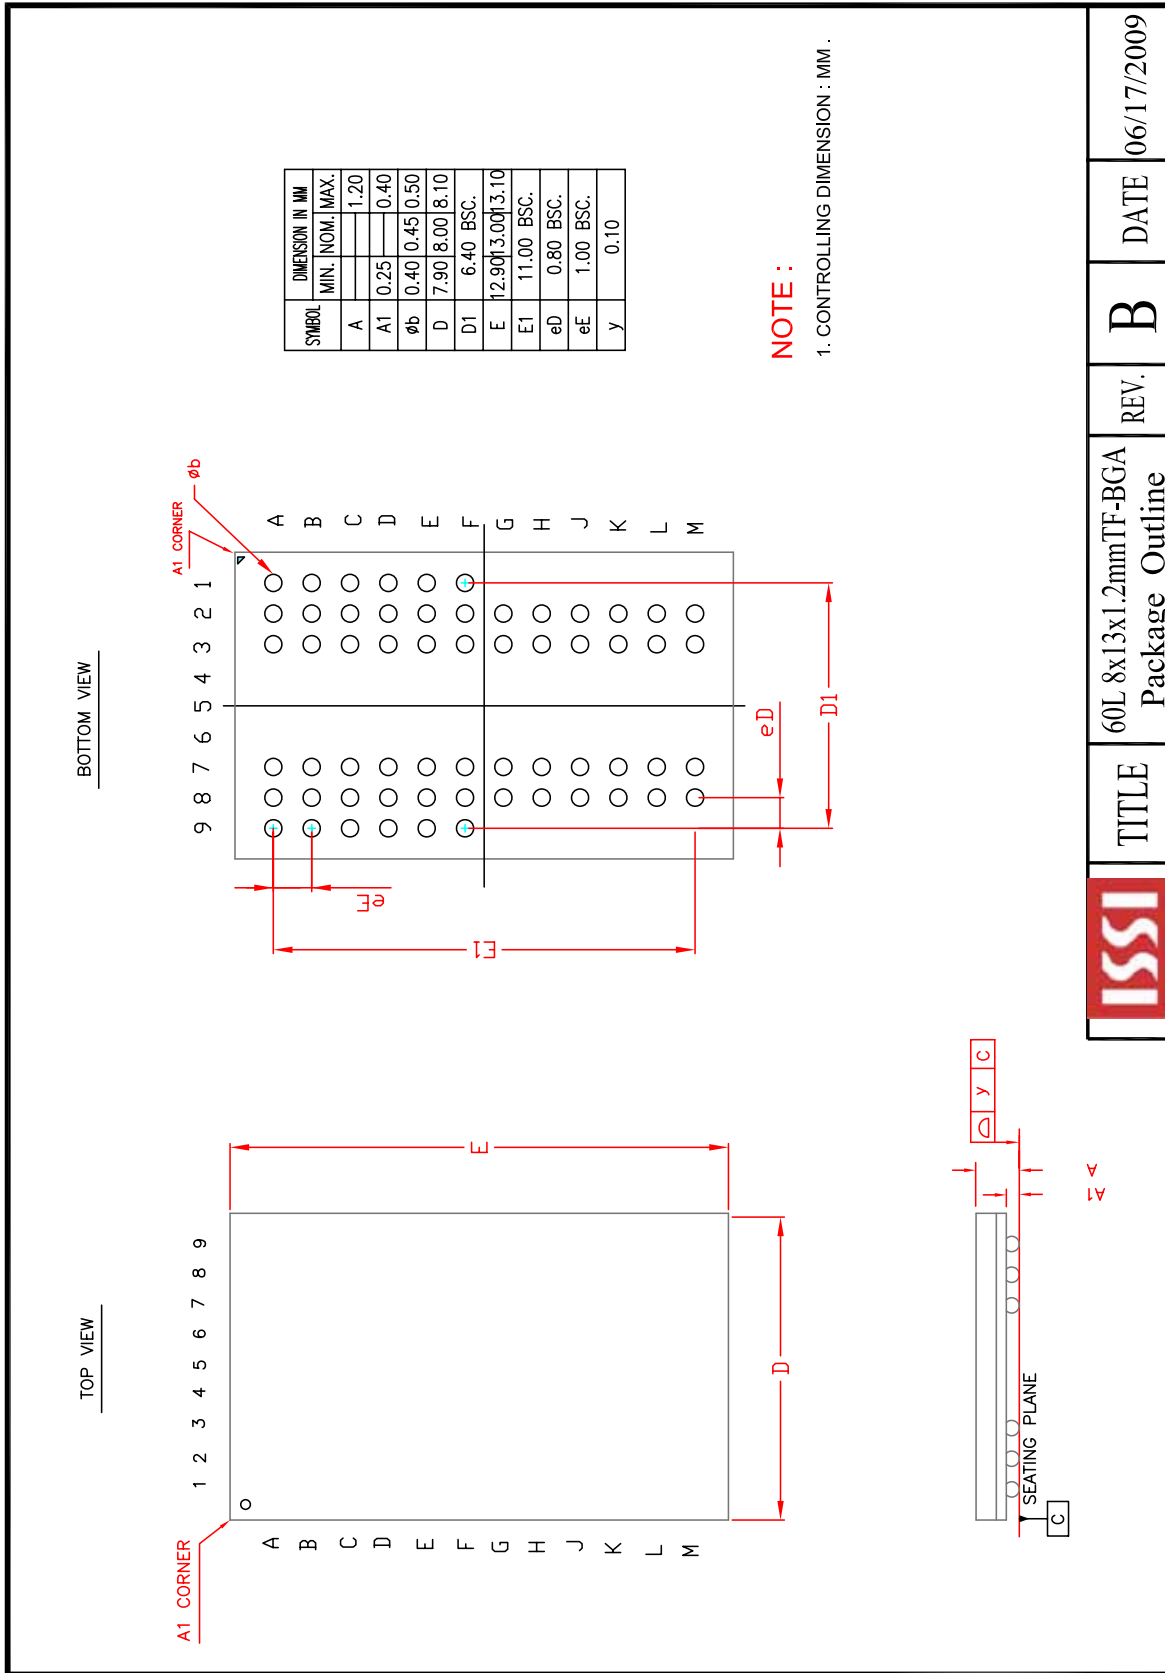 TOP VIEW
A1 CORNER
1 2 3 4 5 6 7 8 9
A
B
C
D
E
F
G
H
J
K
L
M
E
D
BOTTOM VIEW
A1 CORNER
øb
9 8 7 6 5 4 3 2 1
A
B
C
D
E
F
G
H
J
K
L
M
eE
E1
eD
D1
SYMBOL DIMENSION IN MM
MIN. NOM. MAX.
A 1.20
A1 0.25 0.40
øb 0.40 0.45 0.50
D 7.90 8.00 8.10
D1 6.40 BSC.
E 12.90 13.00 13.10
E1 11.00 BSC.
eD 0.80 BSC.
eE 1.00 BSC.
y 0.10
NOTE :
1. CONTROLLING DIMENSION : MM .
SEATING PLANE
C
y C
A
A1
ISSI
TITLE
60L 8x13x1.2mmTF-BGA
Package Outline
REV.
B
DATE
06/17/2009